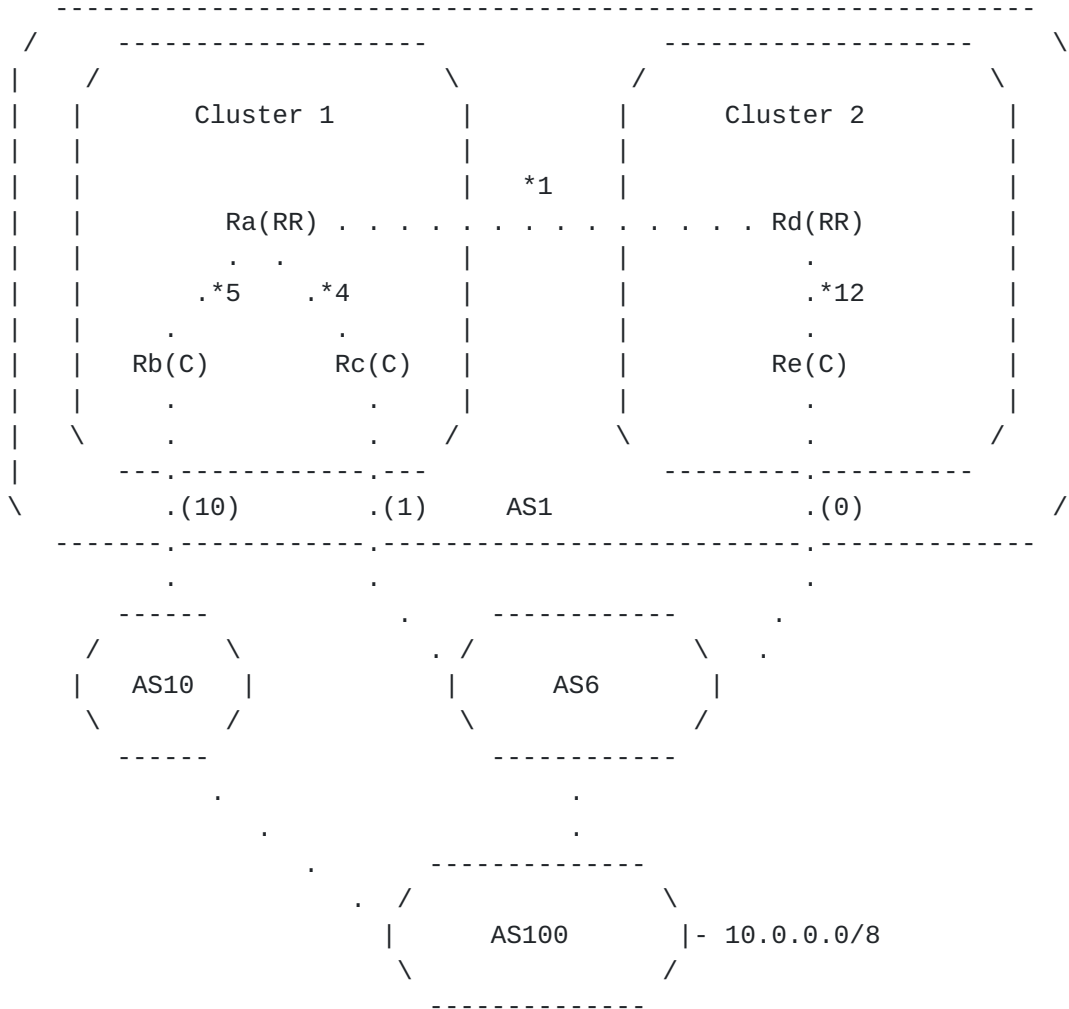 Cluster 1 Cluster 2
*1
Ra(RR) . . . . . . . . . . . . . . Rd(RR)
*5 *4 *12
Rb(C) Rc(C) Re(C)
(10) (1) AS1 (0)
AS10 AS6
AS100 10.0.0.0/8